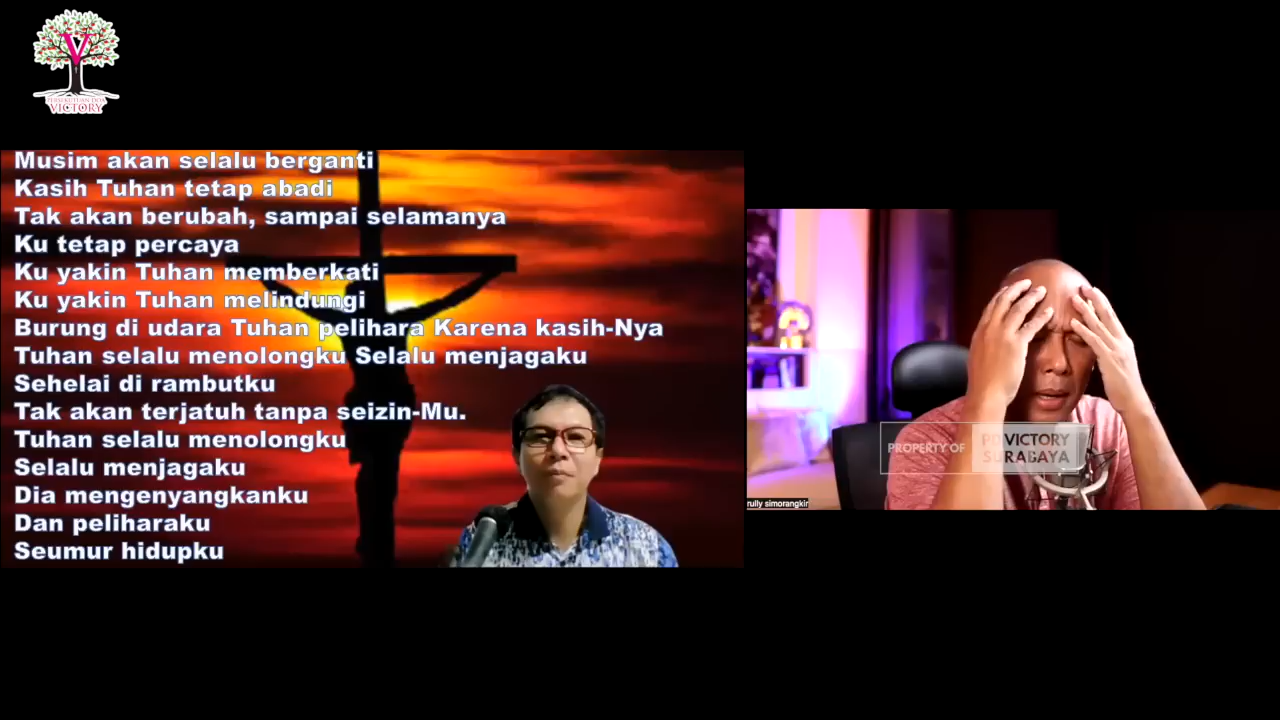 V
PERSEKUTUAN DOA
VICTORY
Musim akan selalu berganti
Kasih Tuhan tetap abadi
Tak akan berubah, sampai selamanya
Ku tetap percaya
Ku yakin Tuhan memberkati
Ku yakin Tuhan melindungi
Burung di udara Tuhan pelihara Karena kasih-Nya
Tuhan selalu menolongku Selalu menjagaku
Sehelai di rambutku
Tak akan terjatuh tanpa seizin-Mu.
Tuhan selalu menolongku
Selalu menjagaku
Dia mengenyangkanku
Dan peliharaku
Seumur hidupku
PROPERTY OF
PD VICTORY
SURABAYA
rully simorangkir